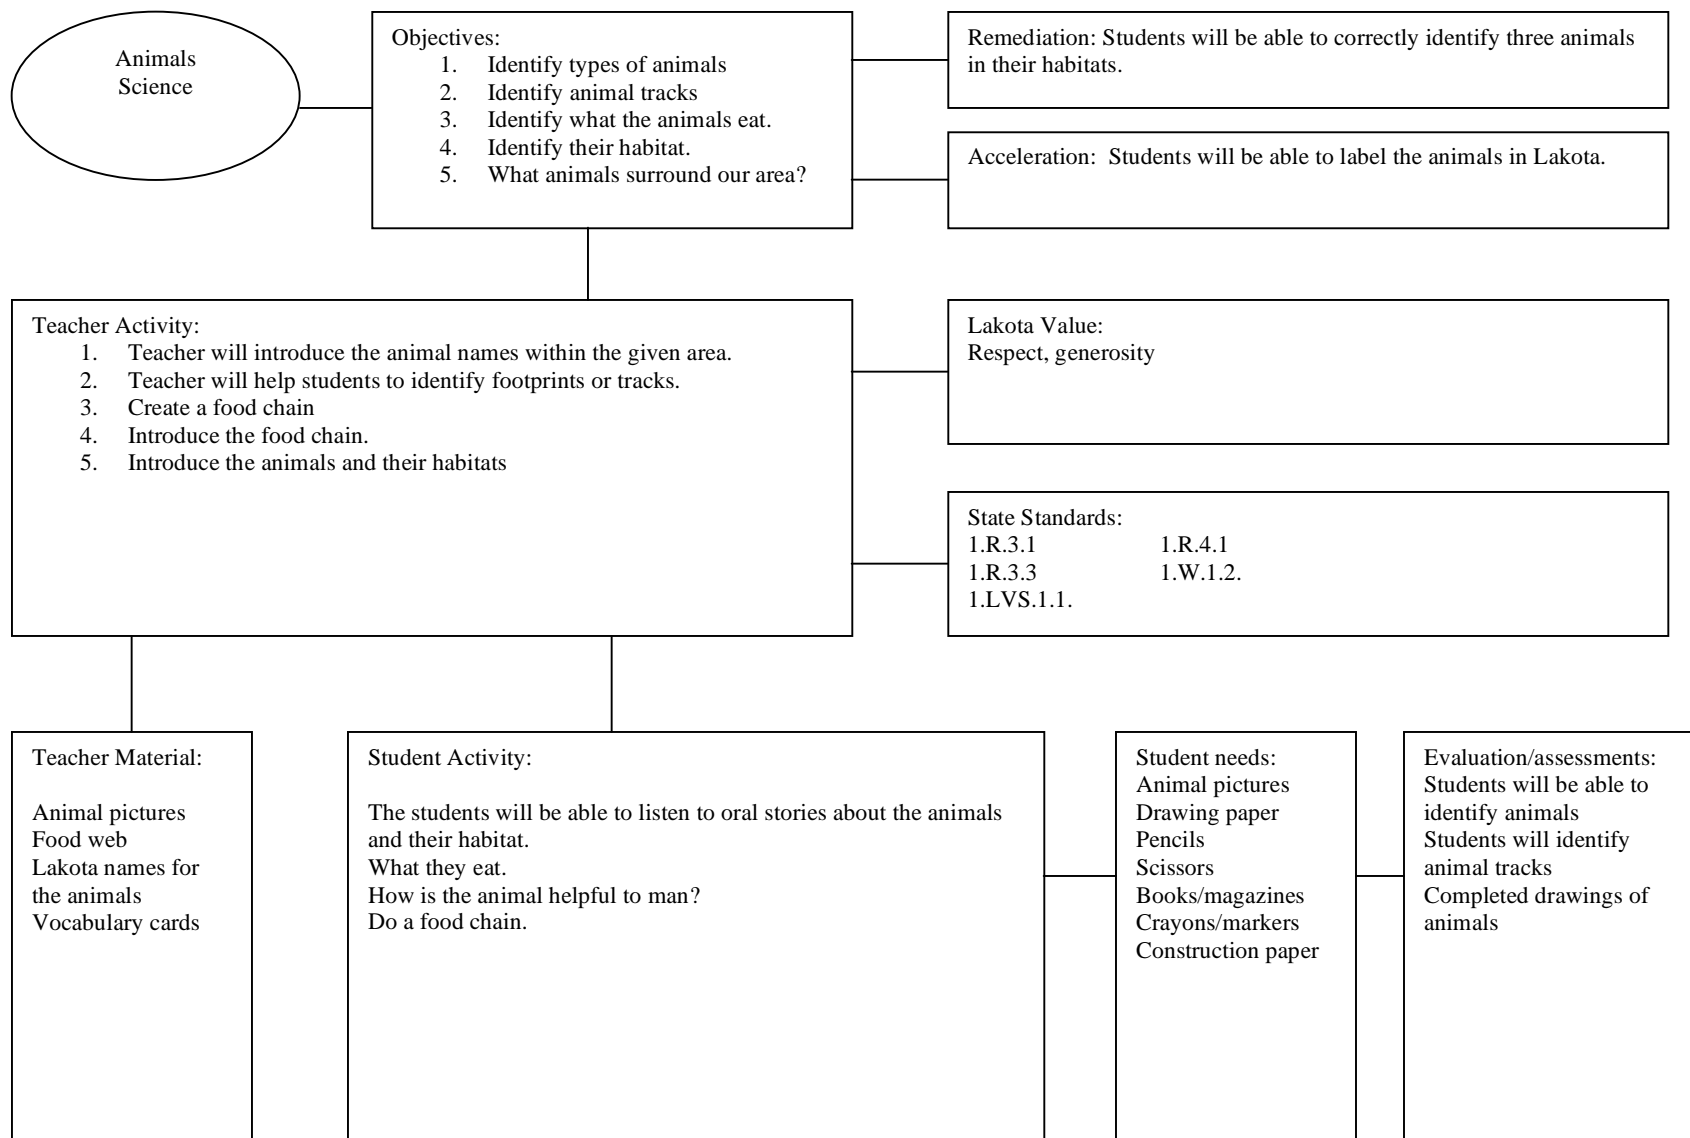 Animals
Science
Objectives:
1. Identify types of animals
2. Identify animal tracks
3. Identify what the animals eat.
4. Identify their habitat.
5. What animals surround our area?
Remediation: Students will be able to correctly identify three animals
in their habitats.
Acceleration:  Students will be able to label the animals in Lakota.
Teacher Activity:
1. Teacher will introduce the animal names within the given area.
2. Teacher will help students to identify footprints or tracks.
3. Create a food chain
4. Introduce the food chain.
5. Introduce the animals and their habitats
Lakota Value:
Respect, generosity
State Standards:
1.R.3.1 1.R.4.1
1.R.3.3 1.W.1.2.
1.LVS.1.1.
Teacher Material:
Animal pictures
Food web
Lakota names for
the animals
Vocabulary cards
Student Activity:
The students will be able to listen to oral stories about the animals
and their habitat.
What they eat.
How is the animal helpful to man?
Do a food chain.
Student needs:
Animal pictures
Drawing paper
Pencils
Scissors
Books/magazines
Crayons/markers
Construction paper
Evaluation/assessments:
Students will be able to
identify animals
Students will identify
animal tracks
Completed drawings of
animals